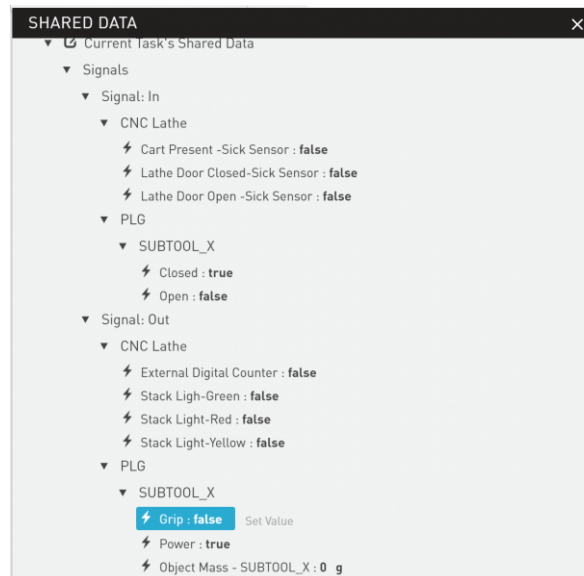 SHARED DATA
Current Task's Shared Data
Signals
Signal: In
CNC Lathe
Cart Present -Sick Sensor : false
Lathe Door Closed-Sick Sensor : false
Lathe Door Open -Sick Sensor : false
PLG
SUBTOOL_X
Closed : true
Open : false
Signal: Out
CNC Lathe
External Digital Counter : false
Stack Ligh-Green : false
Stack Light-Red : false
Stack Light-Yellow : false
PLG
SUBTOOL_X
Grip : false Set Value
Power : true
Object Mass - SUBTOOL_X : 0 g